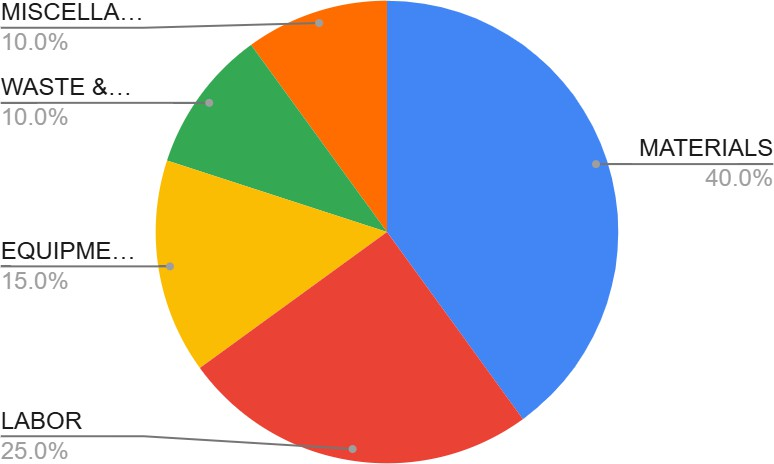 MISCELLA…
10.0%
WASTE &…
10.0%
MATERIALS
40.0%
EQUIPME…
15.0%
LABOR
25.0%